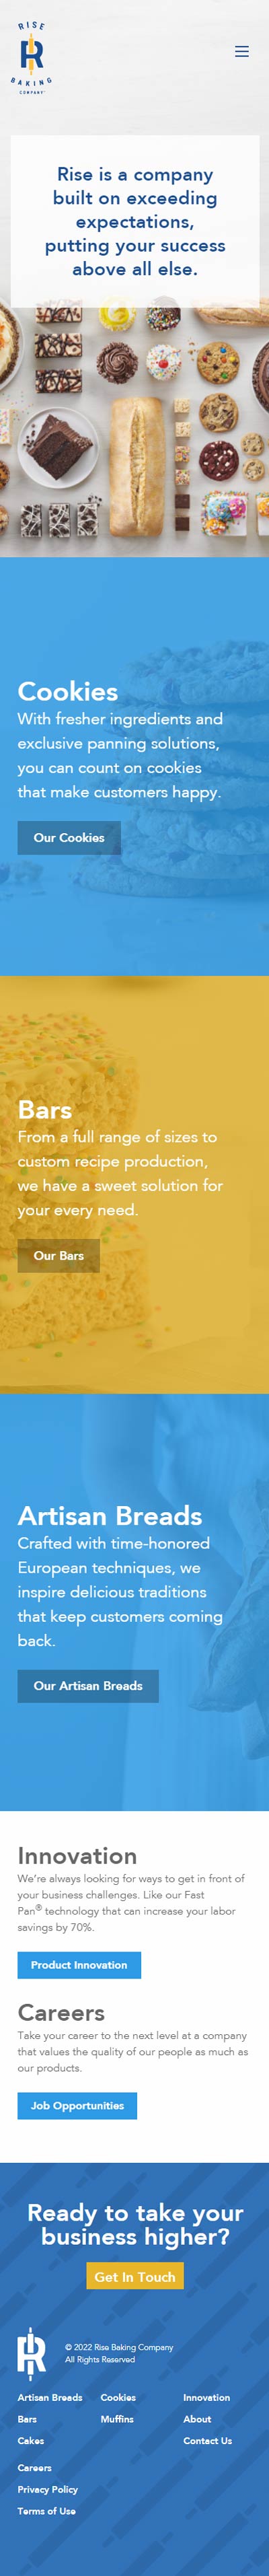 RISE
R
BAKING
COMPANY
Rise is a company
built on exceeding
expectations,
putting your success
above all else.
Cookies
With fresher ingredients and
exclusive panning solutions,
you can count on cookies
that make customers happy.
Our Cookies
Bars
From a full range of sizes to
custom recipe production,
we have a sweet solution for
your every need.
Our Bars
Artisan Breads
Crafted with time-honored
European techniques, we
inspire delicious traditions
that keep customers coming
back.
Our Artisan Breads
Innovation
We're always looking for ways to get in front of
your business challenges. Like our Fast
Pan® technology that can increase your labor
savings by 70%.
Product Innovation
Careers
Take your career to the next level at a company
that values the quality of our people as much as
our products.
Job Opportunities
Ready to take your
business higher?
Get In Touch
R
© 2022 Rise Baking Company
All Rights Reserved
Artisan Breads Cookies Innovation
Bars Muffins About
Cakes Contact Us
Careers
Privacy Policy
Terms of Use